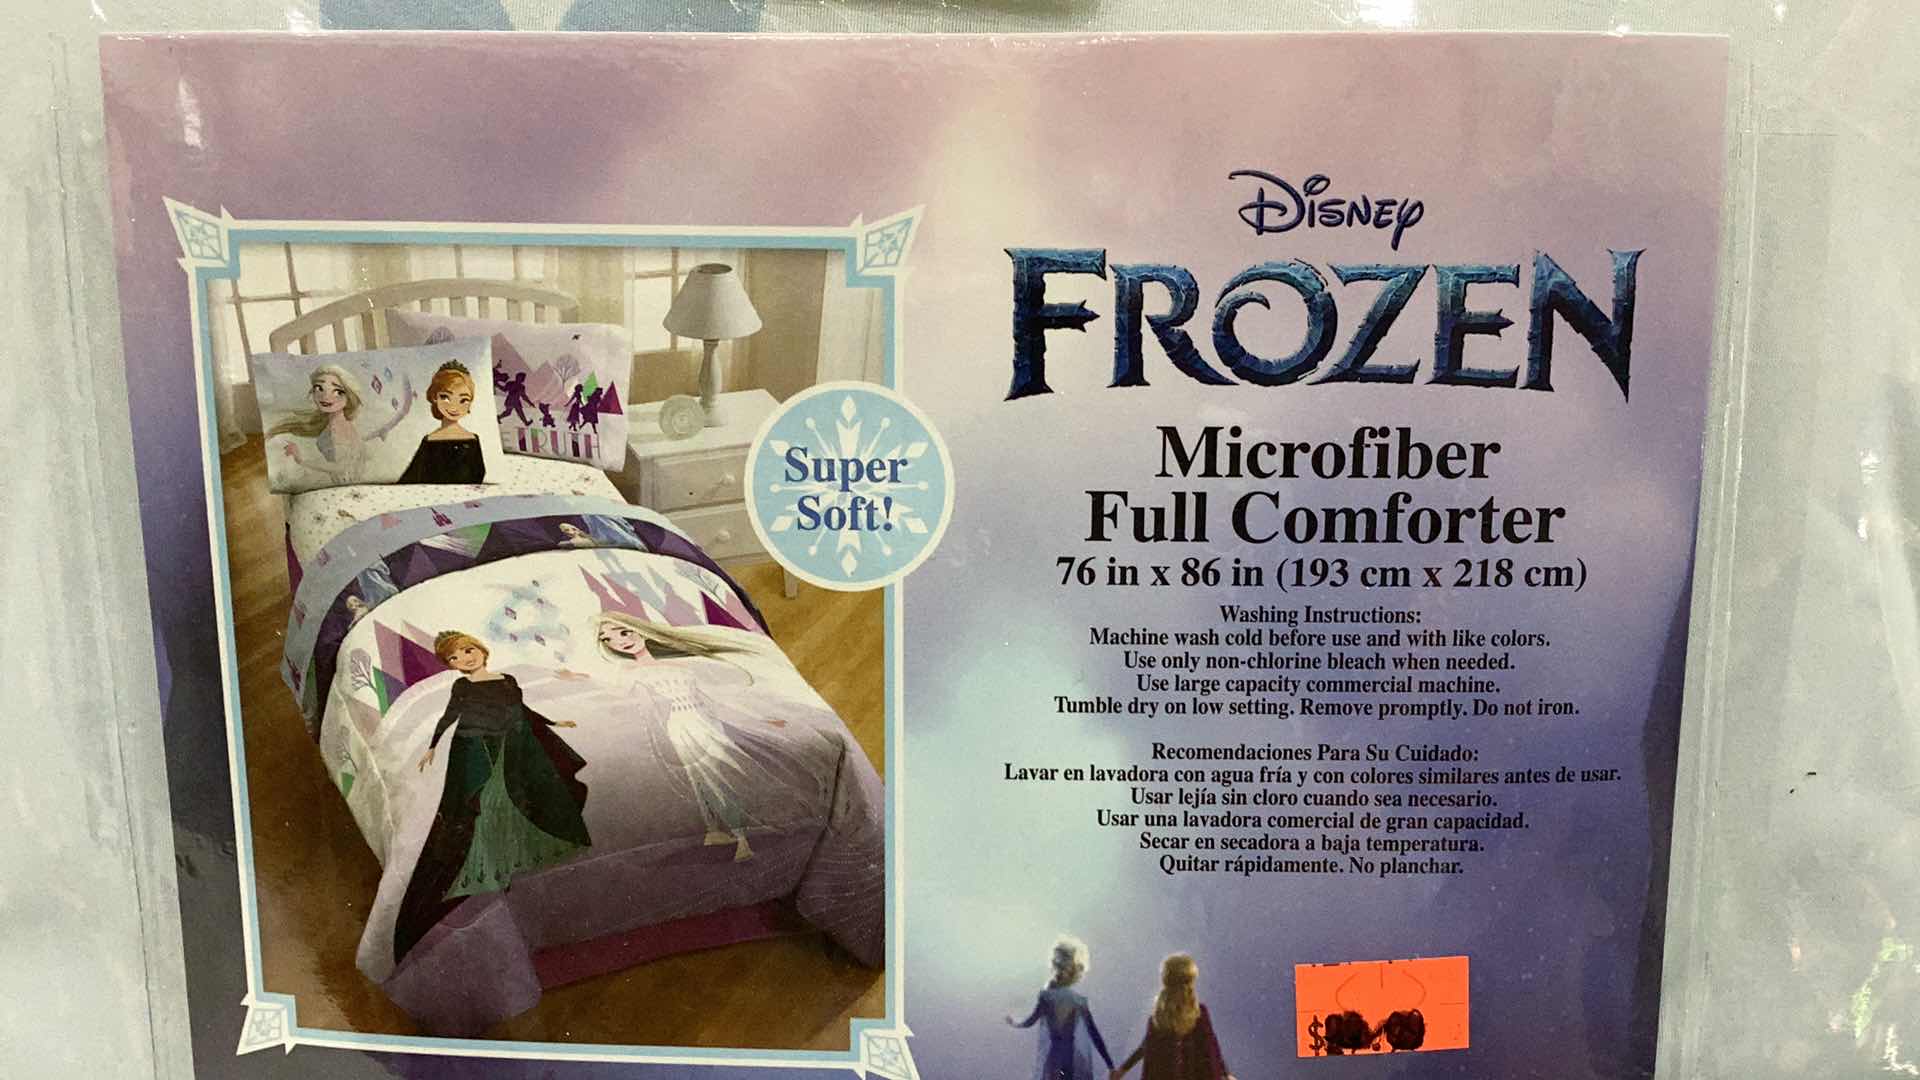 DISNEY
FROZEN
Microfiber
Full Comforter
76 in x 86 in (193 cm x 218 cm)
Washing Instructions:
Machine wash cold before use and with like colors.
Use only non-chlorine bleach when needed.
Use large capacity commercial machine.
Tumble dry on low setting. Remove promptly. Do not iron.
Recomendaciones Para Su Cuidado:
Lavar en lavadora con agua fría y con colores similares antes de usar.
Usar lejía sin cloro cuando sea necesario.
Usar una lavadora comercial de gran capacidad.
Secar en secadora a baja temperatura.
Quitar rápidamente. No planchar.
Super
Soft!
TRUTH
$